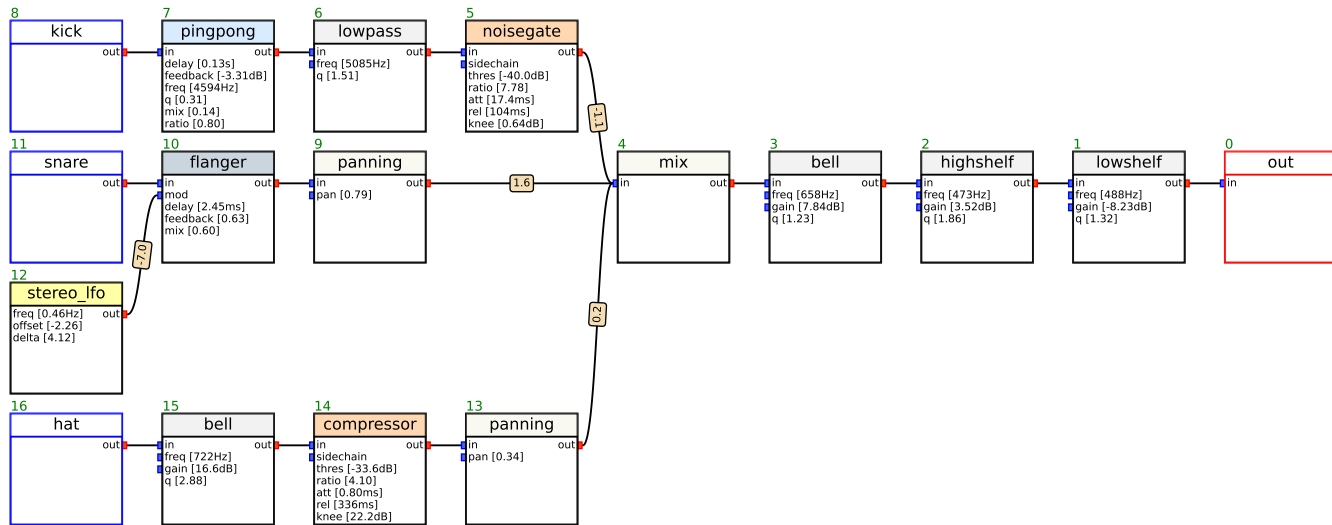 8
kick
out
7
pingpong
in out
delay [0.13s]
feedback [-3.31dB]
freq [4594Hz]
q [0.31]
mix [0.14]
ratio [0.80]
6
lowpass
in out
freq [5085Hz]
q [1.51]
5
noisegate
in out
sidechain
thres [-40.0dB]
ratio [7.78]
att [17.4ms]
rel [104ms]
knee [0.64dB]
-1.1
11
snare
out
10
flanger
in out
mod
delay [2.45ms]
feedback [0.63]
mix [0.60]
9
panning
in out
pan [0.79]
1.6
4
mix
in out
3
bell
in out
freq [658Hz]
gain [7.84dB]
q [1.23]
2
highshelf
in out
freq [473Hz]
gain [3.52dB]
q [1.86]
1
lowshelf
in out
freq [488Hz]
gain [-8.23dB]
q [1.32]
0
out
in
-7.0
12
stereo_lfo
freq [0.46Hz] out
offset [-2.26]
delta [4.12]
0.2
16
hat
out
15
bell
in out
freq [722Hz]
gain [16.6dB]
q [2.88]
14
compressor
in out
sidechain
thres [-33.6dB]
ratio [4.10]
att [0.80ms]
rel [336ms]
knee [22.2dB]
13
panning
in out
pan [0.34]